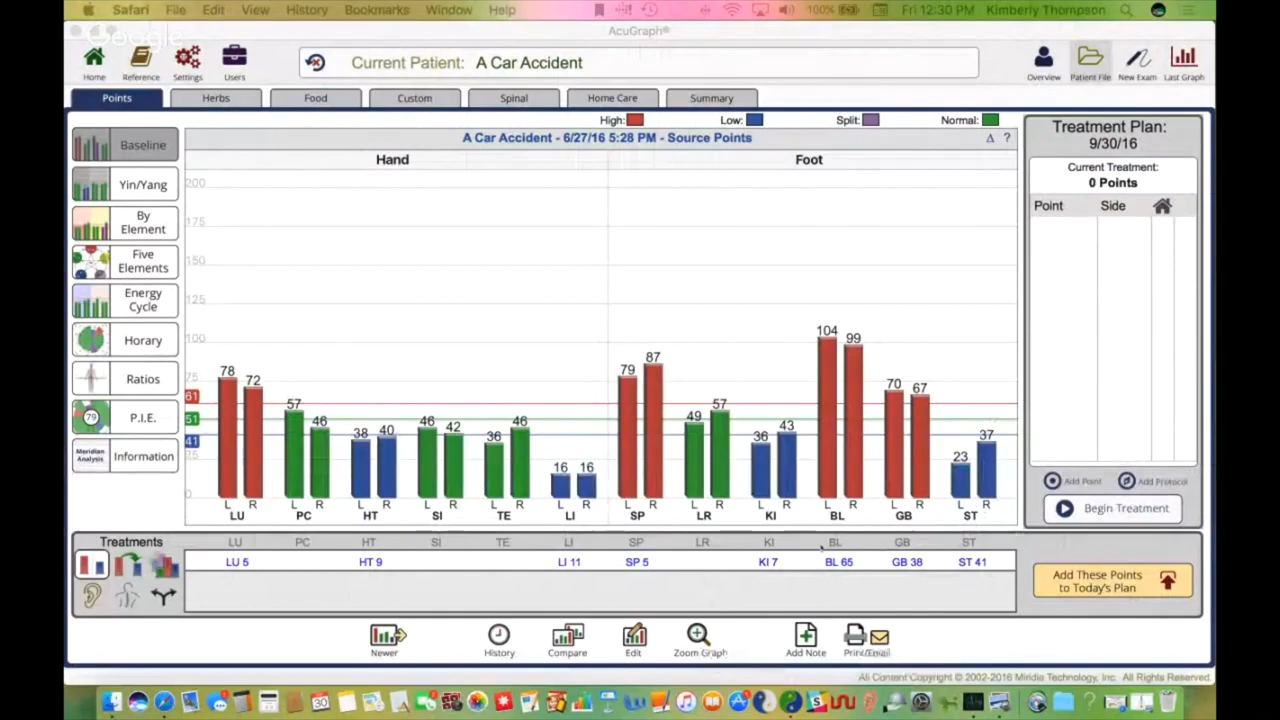 Safari File Edit View History Bookmarks Window Help 100% Fri 12:30 PM Kimberly Thompson
Google
AcuGraph®
Current Patient: A Car Accident
Home Reference Settings Users Overview Patient File New Exam Last Graph
Points Herbs Food Custom Spinal Home Care Summary
High: Low: Split: Normal:
A Car Accident - 6/27/16 5:28 PM - Source Points Δ ?
Hand Foot
Baseline
Yin/Yang
By Element
Five Elements
Energy Cycle
Horary
Ratios
79 P.I.E.
Meridian Analysis Information
200
175
150
125
100
75
61
51
41
25
0
78 72 57 46 38 40 46 42 36 46 16 16 79 87 49 57 36 43 104 99 70 67 23 37
L R L R L R L R L R L R L R L R L R L R L R L R
LU PC HT SI TE LI SP LR KI BL GB ST
Treatment Plan:
9/30/16
Current Treatment:
0 Points
Point Side
Add Point Add Protocol
Begin Treatment
Treatments LU PC HT SI TE LI SP LR KI BL GB ST
LU 5 HT 9 LI 11 SP 5 KI 7 BL 65 GB 38 ST 41
Add These Points
to Today's Plan
Newer History Compare Edit Zoom Graph Add Note Print/Email
All Content Copyright © 2002-2016 Miridia Technology, Inc. All Rights Reserved.
30